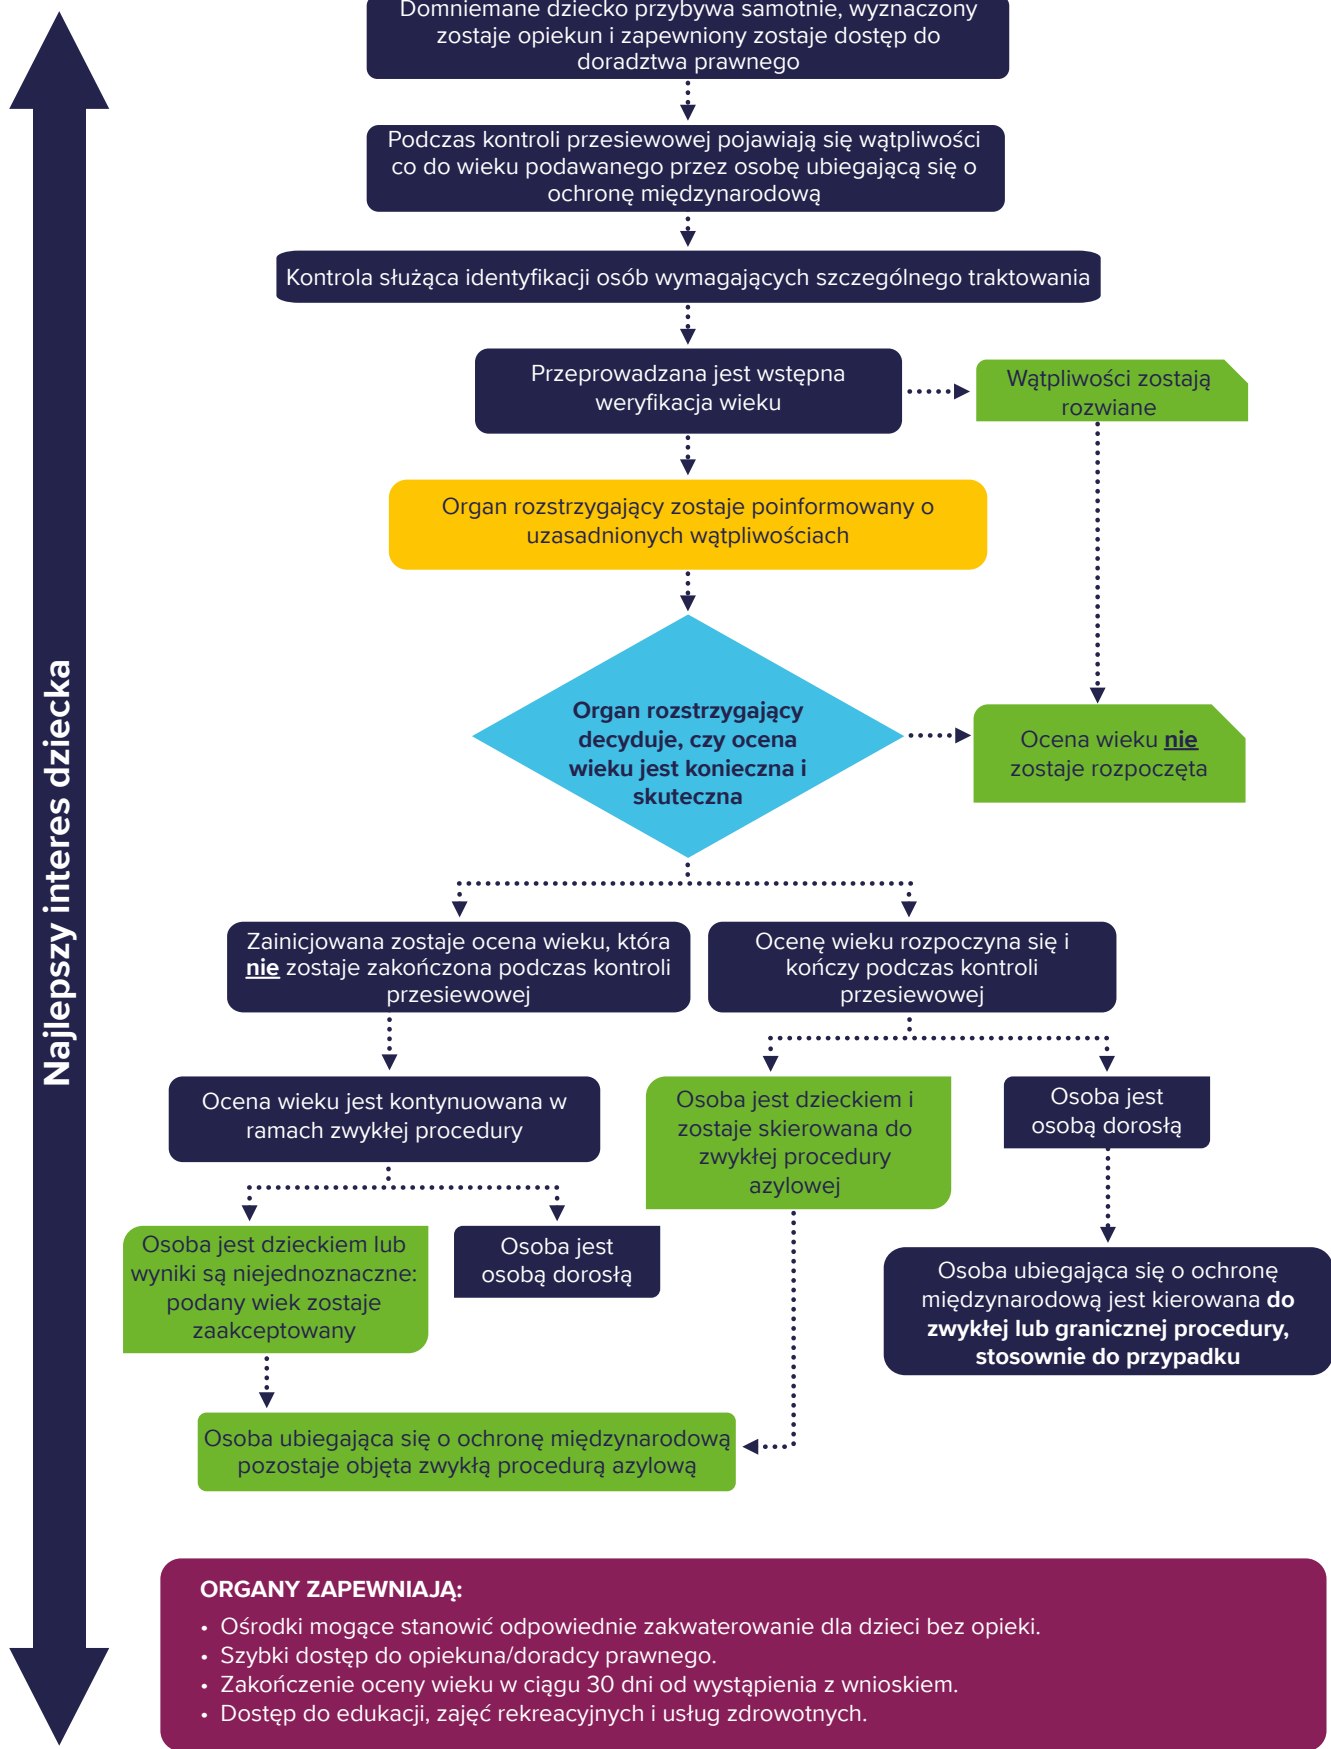 Domniemane dziecko przybywa samotnie, wyznaczony
zostaje opiekun i zapewniony zostaje dostęp do
doradztwa prawnego
Podczas kontroli przesiewowej pojawiają się wątpliwości
co do wieku podawanego przez osobę ubiegającą się o
ochronę międzynarodową
Kontrola służąca identyfikacji osób wymagających szczególnego traktowania
Przeprowadzana jest wstępna
weryfikacja wieku
Wątpliwości zostają
rozwiane
Organ rozstrzygający zostaje poinformowany o
uzasadnionych wątpliwościach
Organ rozstrzygający
decyduje, czy ocena
wieku jest konieczna i
skuteczna
Ocena wieku nie
zostaje rozpoczęta
Najlepszy interes dziecka
Zainicjowana zostaje ocena wieku, która
nie zostaje zakończona podczas kontroli
przesiewowej
Ocenę wieku rozpoczyna się i
kończy podczas kontroli
przesiewowej
Ocena wieku jest kontynuowana w
ramach zwykłej procedury
Osoba jest dzieckiem i
zostaje skierowana do
zwykłej procedury
azylowej
Osoba jest
osobą dorosłą
Osoba jest dzieckiem lub
wyniki są niejednoznaczne:
podany wiek zostaje
zaakceptowany
Osoba jest
osobą dorosłą
Osoba ubiegająca się o ochronę
międzynarodową jest kierowana do
zwykłej lub granicznej procedury,
stosownie do przypadku
Osoba ubiegająca się o ochronę międzynarodową
pozostaje objęta zwykłą procedurą azylową
ORGANY ZAPEWNIAJĄ:
• Ośrodki mogące stanowić odpowiednie zakwaterowanie dla dzieci bez opieki.
• Szybki dostęp do opiekuna/doradcy prawnego.
• Zakończenie oceny wieku w ciągu 30 dni od wystąpienia z wnioskiem.
• Dostęp do edukacji, zajęć rekreacyjnych i usług zdrowotnych.